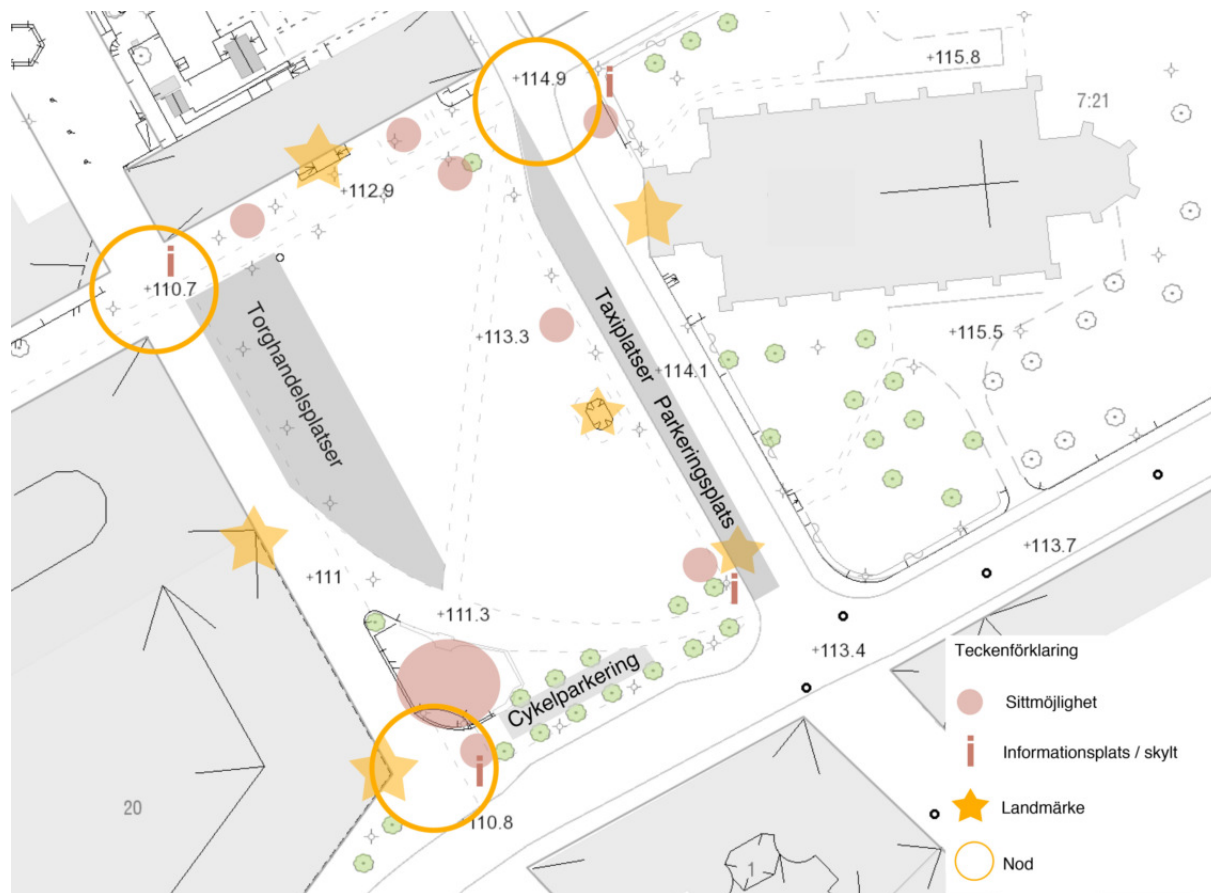 +114.9
i
+115.8
7:21
+112.9
i
+110.7
Torghandelsplatser
+113.3
Taxiplatser
+114.1
+115.5
Parkeringsplats
+111
+111.3
i
+113.7
+113.4
Cykelparkering
i
+110.8
20
1
Teckenförklaring
Sittmöjlighet
i Informationsplats / skylt
Landmärke
Nod